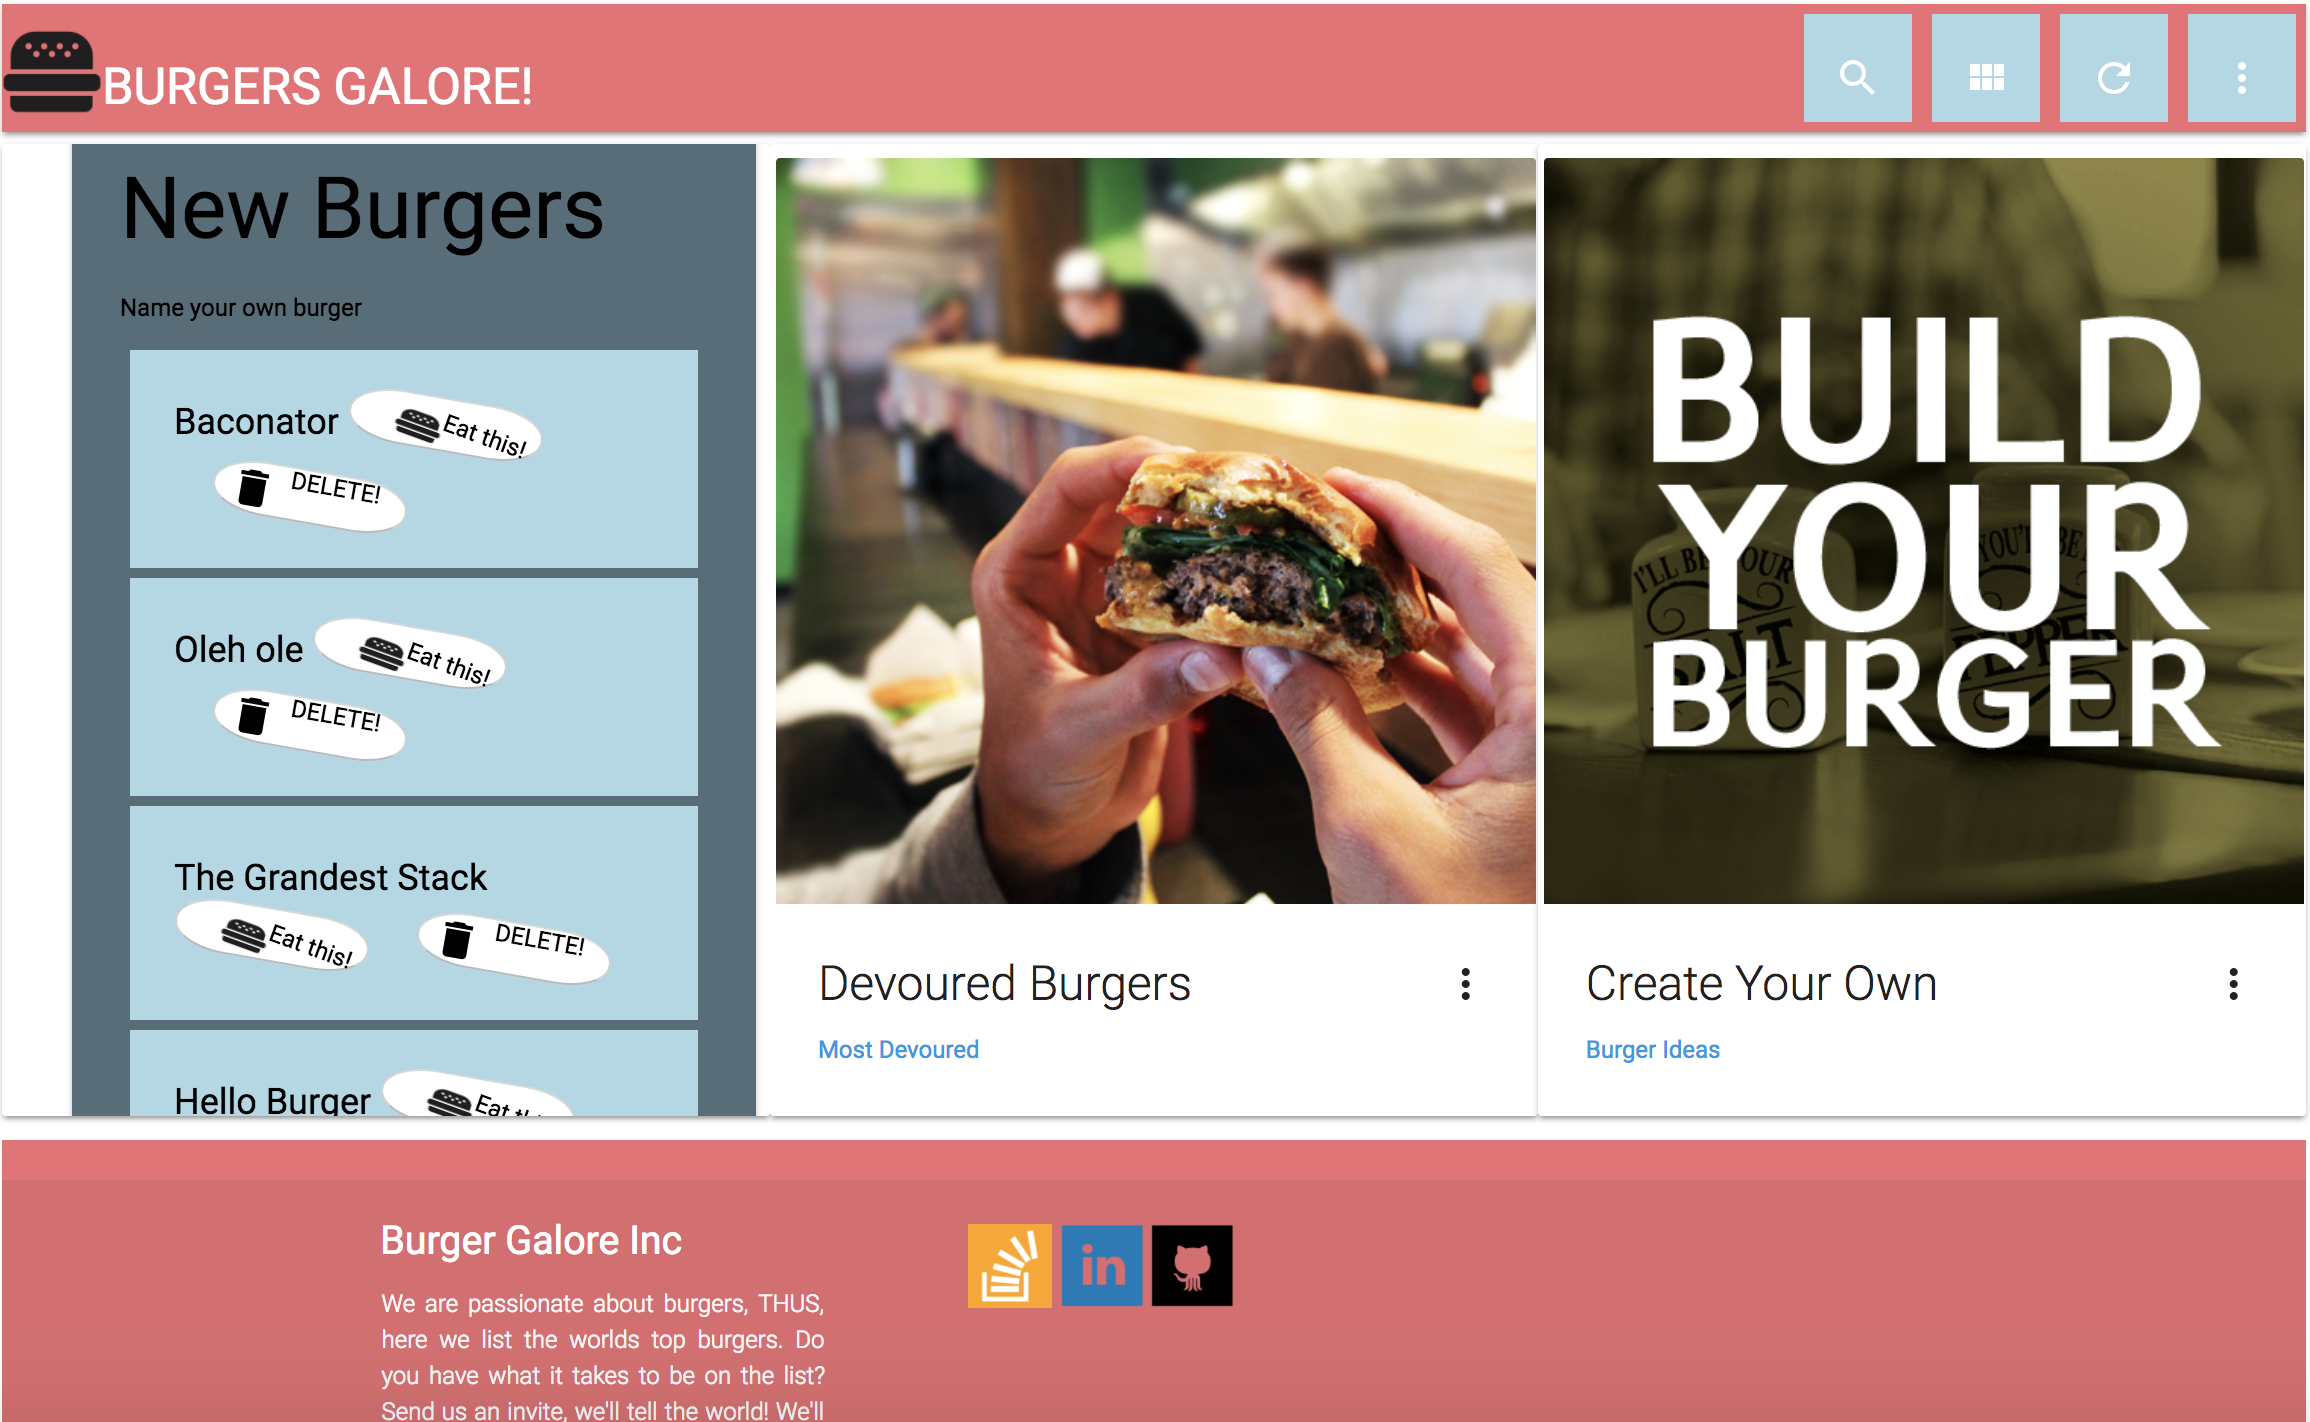 BURGERS GALORE!
New Burgers
Name your own burger
Baconator
Eat this!
DELETE!
Oleh ole
Eat this!
DELETE!
The Grandest Stack
Eat this!
DELETE!
Hello Burger
BUILD
YOUR
BURGER
I'LL BE YOUR
PEPPER
Devoured Burgers
Most Devoured
Create Your Own
Burger Ideas
Burger Galore Inc
in
We are passionate about burgers, THUS,
here we list the worlds top burgers. Do
you have what it takes to be on the list?
Send us an invite, we'll tell the world! We'll